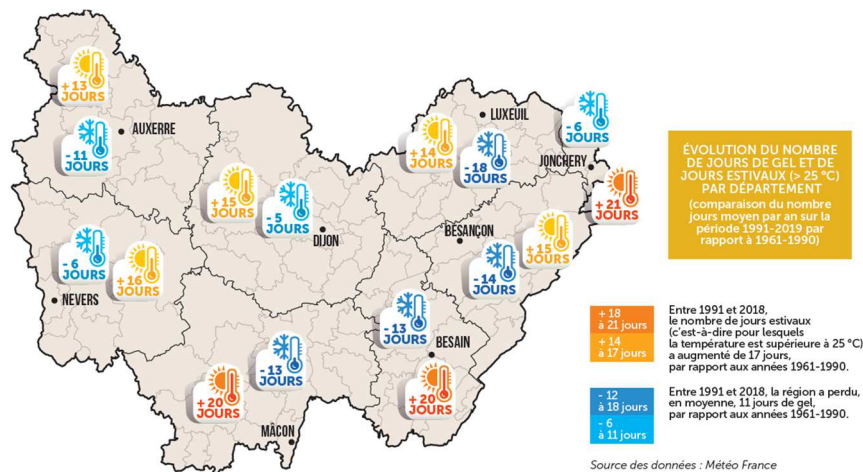 + 13
JOURS
AUXERRE
- 11
JOURS
+ 15
JOURS
- 5
JOURS
DIJON
- 6
JOURS
+ 16
JOURS
NEVERS
+ 14
JOURS
LUXEUIL
- 18
JOURS
- 6
JOURS
JONCHERY
+ 21
JOURS
BESANÇON
+ 15
JOURS
- 14
JOURS
- 13
JOURS
BESAIN
+ 20
JOURS
- 13
JOURS
+ 20
JOURS
MÂCON
ÉVOLUTION DU NOMBRE
DE JOURS DE GEL ET DE
JOURS ESTIVAUX (> 25 °C)
PAR DÉPARTEMENT
(comparaison du nombre
jours moyen par an sur la
période 1991-2019 par
rapport à 1961-1990)
+ 18
à 21 jours
+ 14
à 17 jours
Entre 1991 et 2018,
le nombre de jours estivaux
(c'est-à-dire pour lesquels
la température est supérieure à 25 °C)
a augmenté de 17 jours,
par rapport aux années 1961-1990.
- 12
à 18 jours
- 6
à 11 jours
Entre 1991 et 2018, la région a perdu,
en moyenne, 11 jours de gel,
par rapport aux années 1961-1990.
Source des données : Météo France